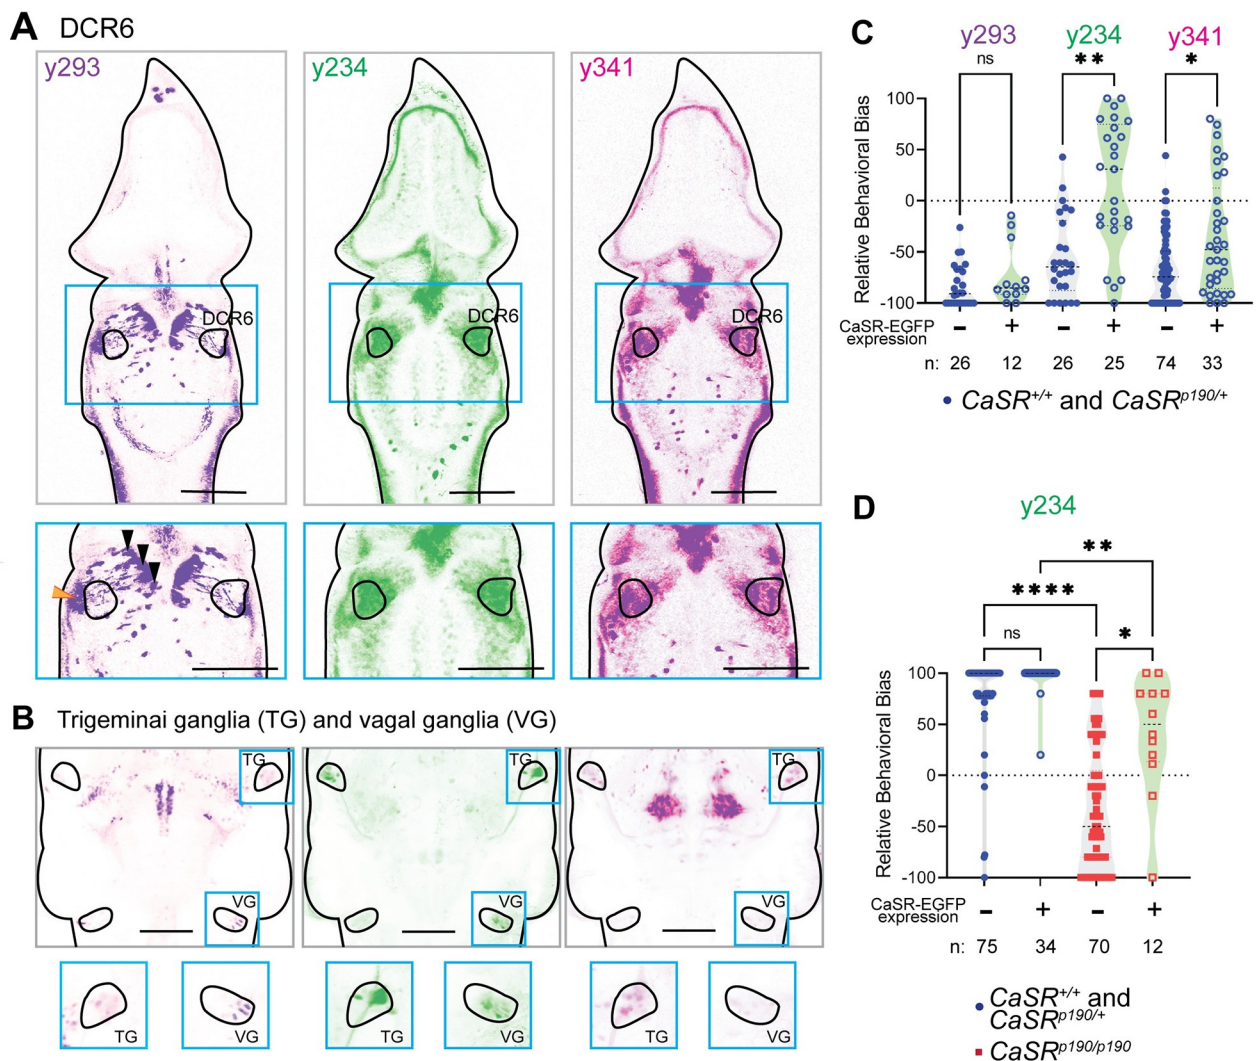 A DCR6
y293 y234 y341
DCR6 DCR6 DCR6
B Trigeminai ganglia (TG) and vagal ganglia (VG)
TG TG TG
VG VG VG
TG VG TG VG TG VG
C
y293 y234 y341
ns ** *
Relative Behavioral Bias
100
50
0
-50
-100
CaSR-EGFP
expression
– + – + – +
n: 26 12 26 25 74 33
CaSR+/+ and CaSRp190/+
D
y234
**
****
ns *
Relative Behavioral Bias
100
50
0
-50
-100
CaSR-EGFP
expression
– + – +
n: 75 34 70 12
CaSR+/+ and
CaSRp190/+
CaSRp190/p190